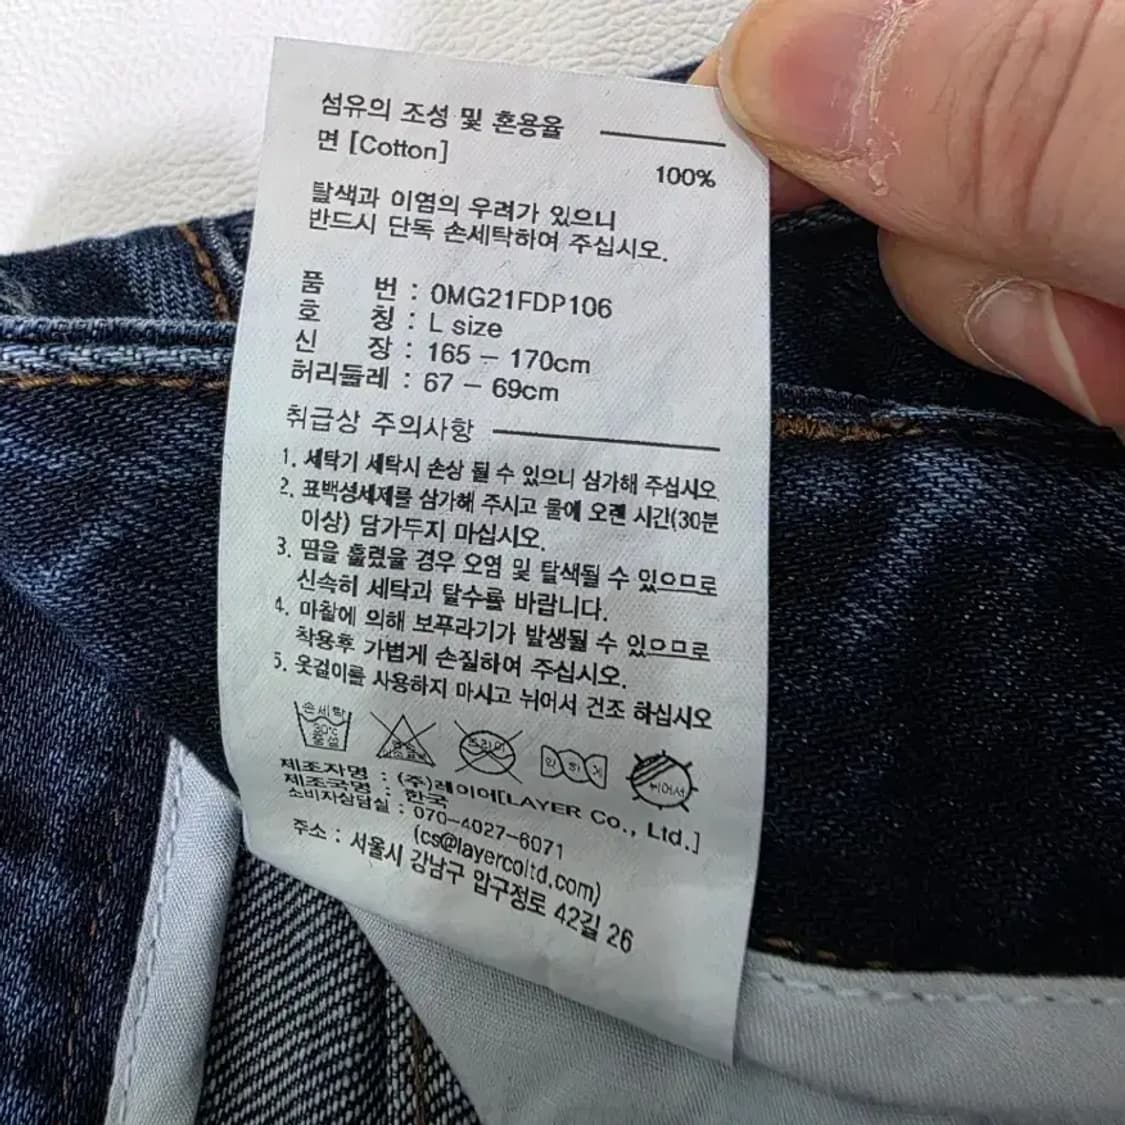 섬유의 조성 및 혼용율
면 [Cotton]
100%
탈색과 이염의 우려가 있으니
반드시 단독 손세탁하여 주십시오.
품 번 : 0MG21FDP106
호 칭 : L size
신 장 : 165 - 170cm
허리둘레 : 67 - 69cm
취급상 주의사항
1. 세탁기 세탁시 손상 될 수 있으니 삼가해 주십시오
2. 표백성세제를 삼가해 주시고 물에 오랜 시간(30분
이상) 담가두지 마십시오.
3. 땀을 흘렸을 경우 오염 및 탈색될 수 있으므로
신속히 세탁과 탈수를 바랍니다.
4. 마찰에 의해 보푸라기가 발생될 수 있으므로
착용후 가볍게 손질하여 주십시오.
5. 옷걸이를 사용하지 마시고 뉘어서 건조 하십시오
손세탁
30℃
중성
드라이
약하게
뉘어서
제조자명 : (주)레이어[LAYER Co., Ltd.]
제조국명 : 한국
소비자상담실 : 070-4027-6071
(cs@layercoltd.com)
주소 : 서울시 강남구 압구정로 42길 26